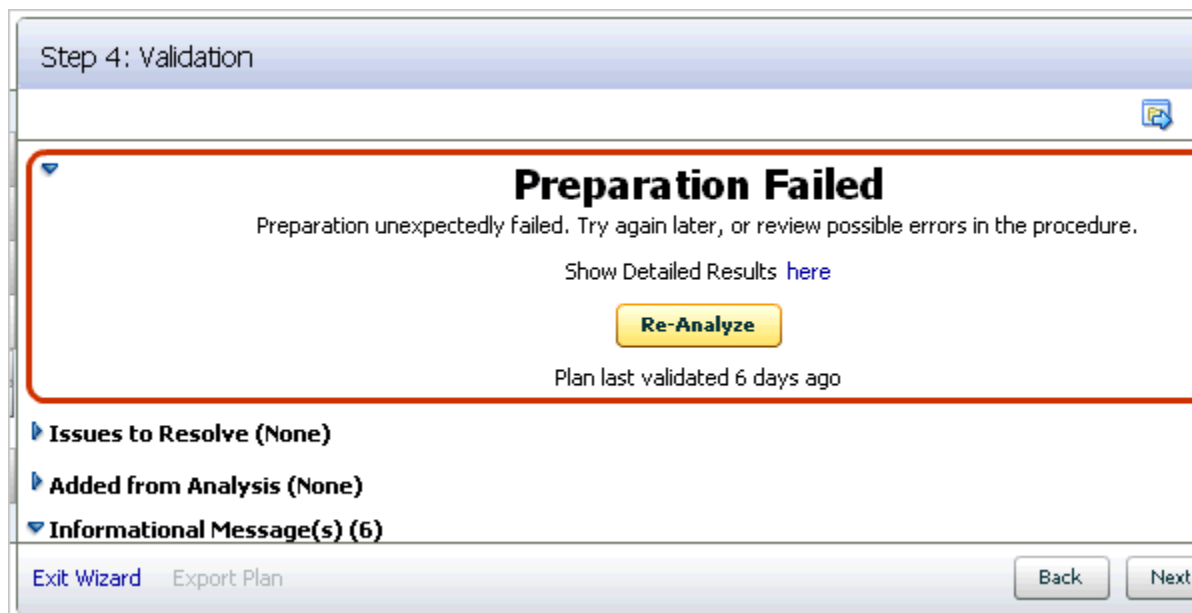 Step 4: Validation
Preparation Failed
Preparation unexpectedly failed. Try again later, or review possible errors in the procedure.
Show Detailed Results here
Re-Analyze
Plan last validated 6 days ago
Issues to Resolve (None)
Added from Analysis (None)
Informational Message(s) (6)
Exit Wizard Export Plan Back Next